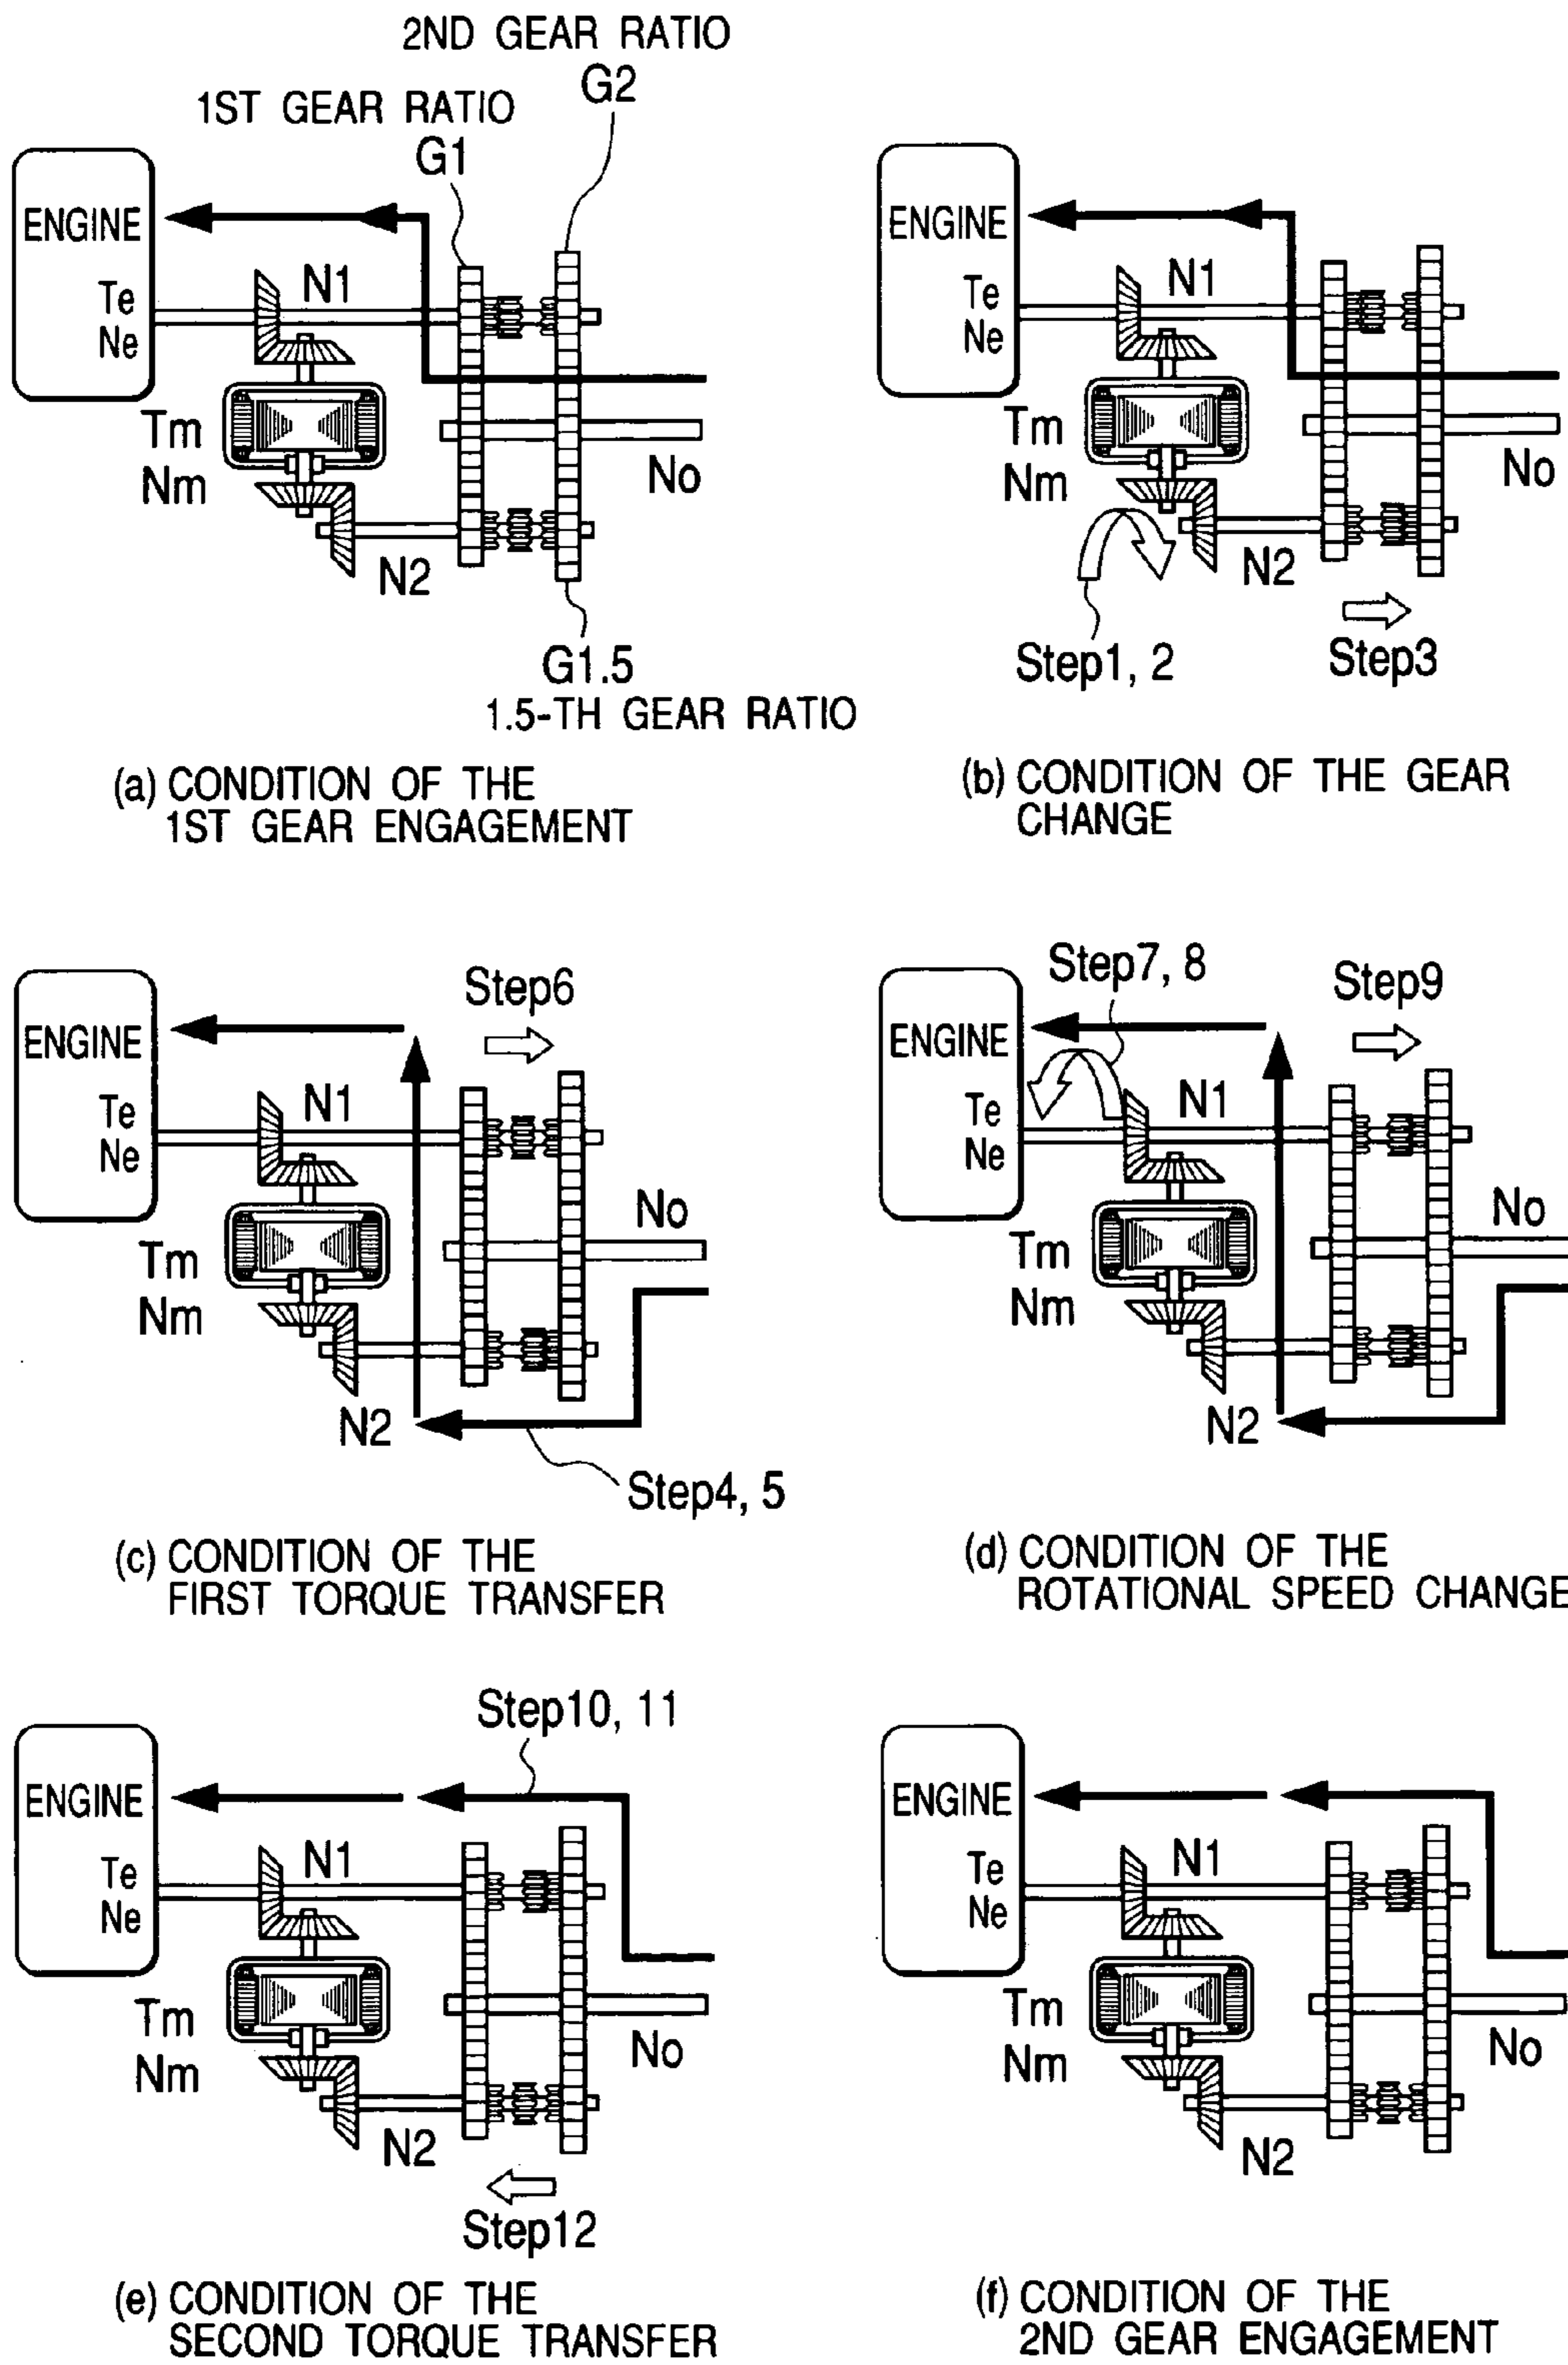 2ND GEAR RATIO
G2
1ST GEAR RATIO
G1
ENGINE
Te
Ne
N1
Tm
Nm
No
N2
G1.5
1.5-TH GEAR RATIO
(a) CONDITION OF THE
1ST GEAR ENGAGEMENT
ENGINE
Te
Ne
N1
Tm
Nm
No
N2
Step1, 2
Step3
(b) CONDITION OF THE GEAR
CHANGE
Step6
ENGINE
Te
Ne
N1
No
Tm
Nm
N2
Step4, 5
(c) CONDITION OF THE
FIRST TORQUE TRANSFER
Step7, 8
Step9
ENGINE
Te
Ne
N1
No
Tm
Nm
N2
(d) CONDITION OF THE
ROTATIONAL SPEED CHANGE
Step10, 11
ENGINE
Te
Ne
N1
Tm
Nm
No
N2
Step12
(e) CONDITION OF THE
SECOND TORQUE TRANSFER
ENGINE
Te
Ne
N1
Tm
Nm
No
N2
(f) CONDITION OF THE
2ND GEAR ENGAGEMENT